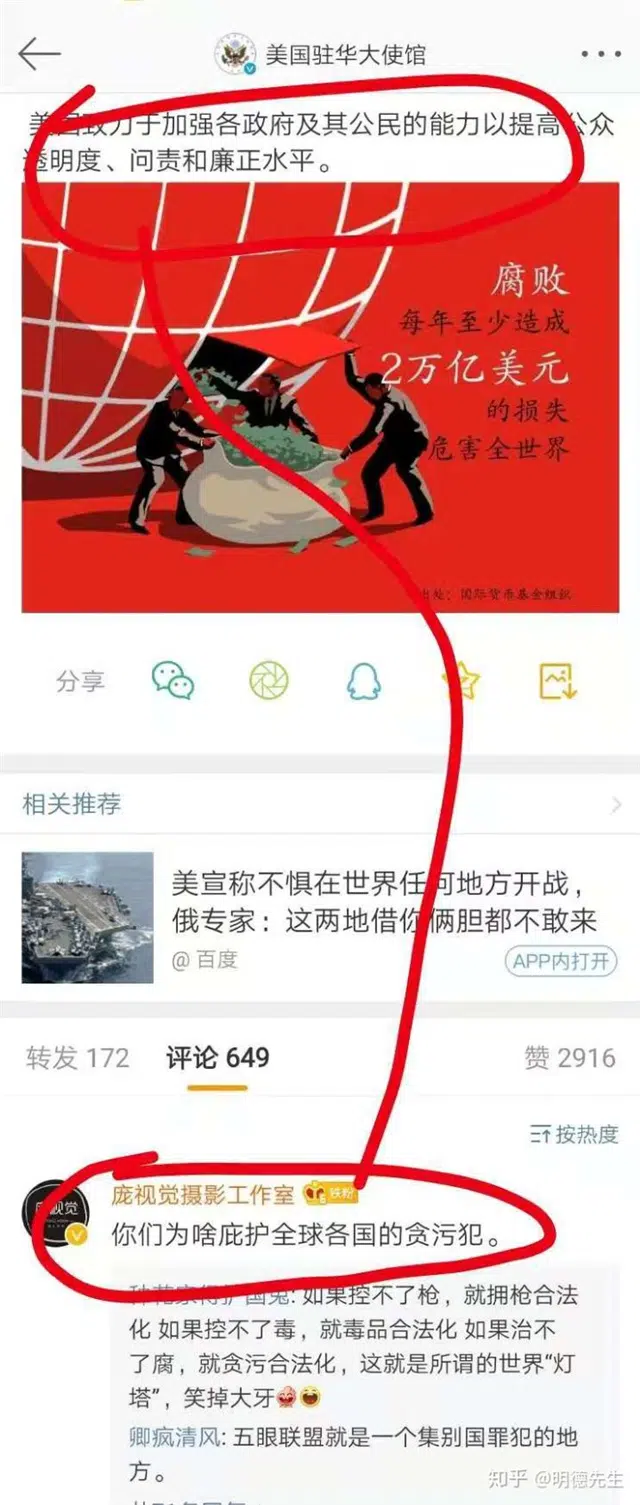 美国驻华大使馆
美国致力于加强各政府及其公民的能力以提高公众
透明度、问责和廉正水平。
腐败
每年至少造成
2万亿美元
的损失
危害全世界
出处：国际货币基金组织
分享
相关推荐
美宣称不惧在世界任何地方开战，
俄专家：这两地借你俩胆都不敢来
@ 百度
APP内打开
转发 172
评论 649
赞 2916
按热度
庞视觉摄影工作室
铁粉
你们为啥庇护全球各国的贪污犯。
种花家得护国兔: 如果控不了枪，就拥枪合法
化 如果控不了毒，就毒品合法化 如果治不
了腐，就贪污合法化，这就是所谓的世界“灯
塔”，笑掉大牙
卿疯清风: 五眼联盟就是一个集别国罪犯的地
方。
知乎 @明德先生